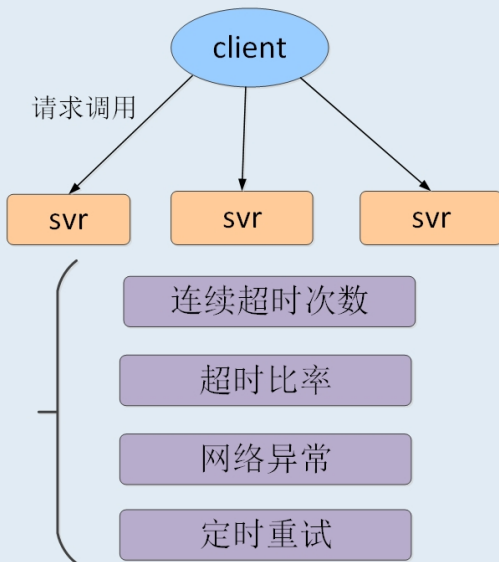 client
请求调用
svr
svr
svr
连续超时次数
超时比率
网络异常
定时重试